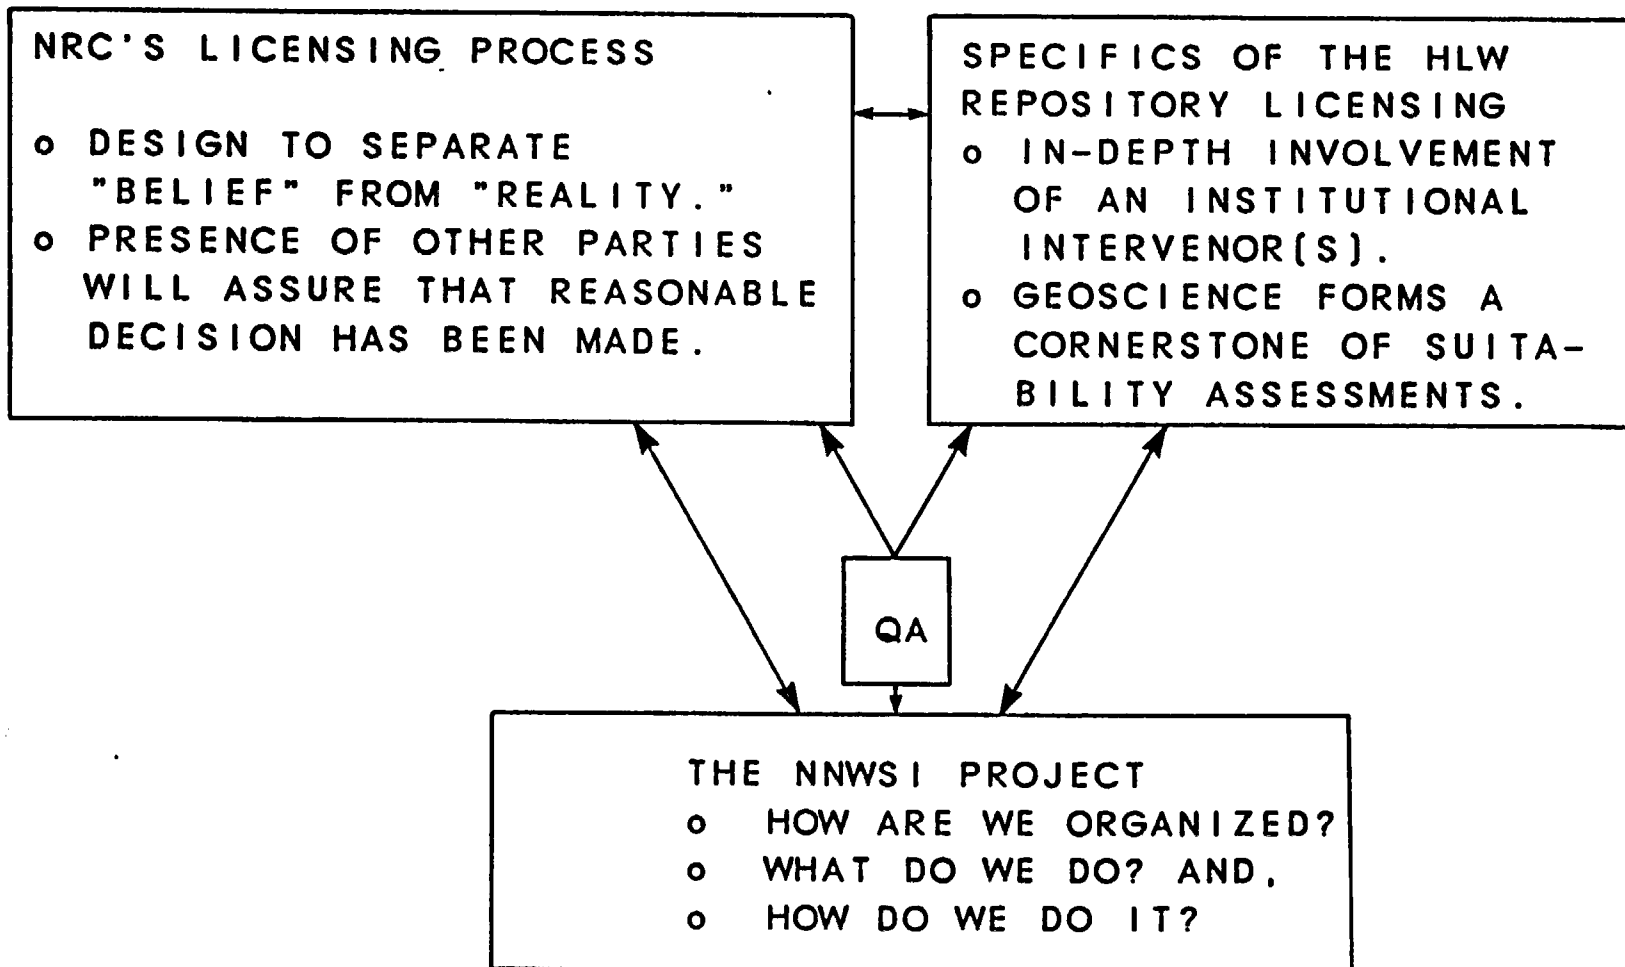 NRC'S LICENSING PROCESS
o DESIGN TO SEPARATE
"BELIEF" FROM "REALITY."
o PRESENCE OF OTHER PARTIES
WILL ASSURE THAT REASONABLE
DECISION HAS BEEN MADE.
SPECIFICS OF THE HLW
REPOSITORY LICENSING
o IN-DEPTH INVOLVEMENT
OF AN INSTITUTIONAL
INTERVENOR(S).
o GEOSCIENCE FORMS A
CORNERSTONE OF SUITA-
BILITY ASSESSMENTS.
QA
THE NNWSI PROJECT
o HOW ARE WE ORGANIZED?
o WHAT DO WE DO? AND,
o HOW DO WE DO IT?